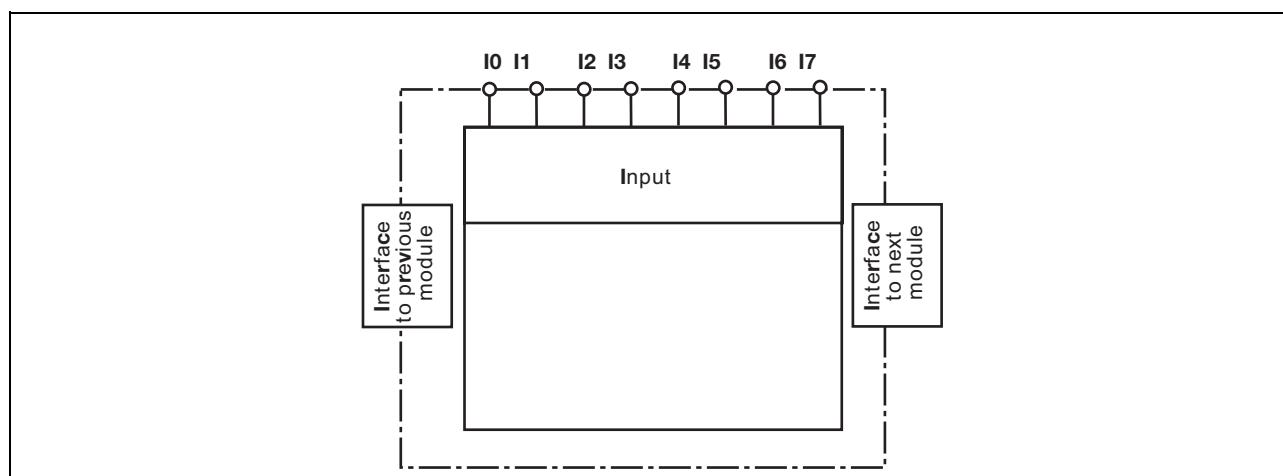 I0 I1 I2 I3 I4 I5 I6 I7
Input
Interface
to previous
module
Interface
to next
module